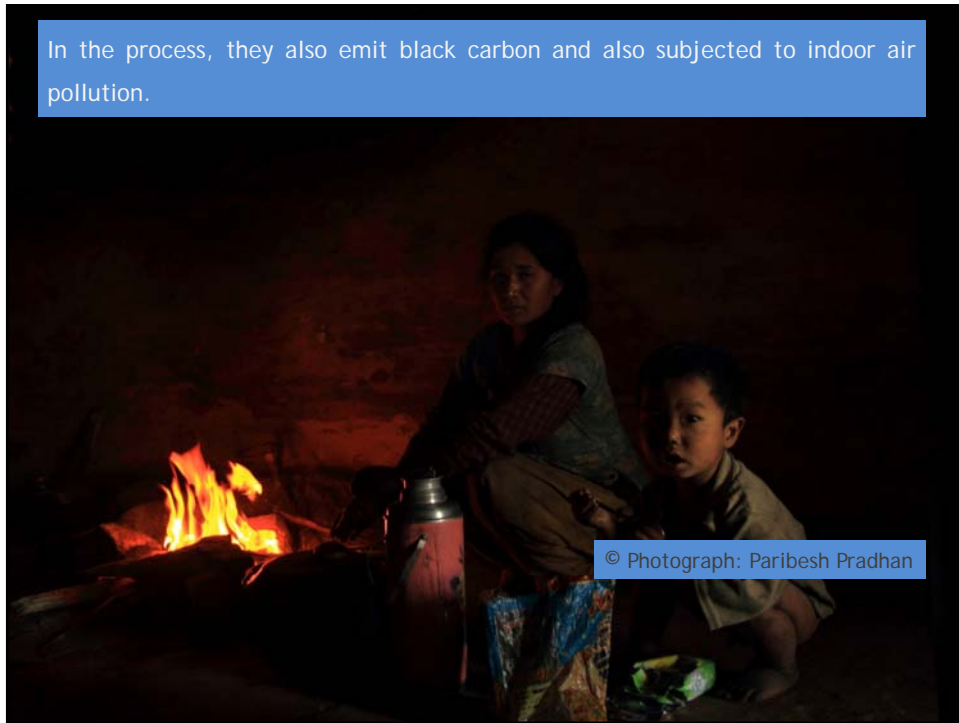 In the process, they also emit black carbon and also subjected to indoor air
pollution.
© Photograph: Paribesh Pradhan